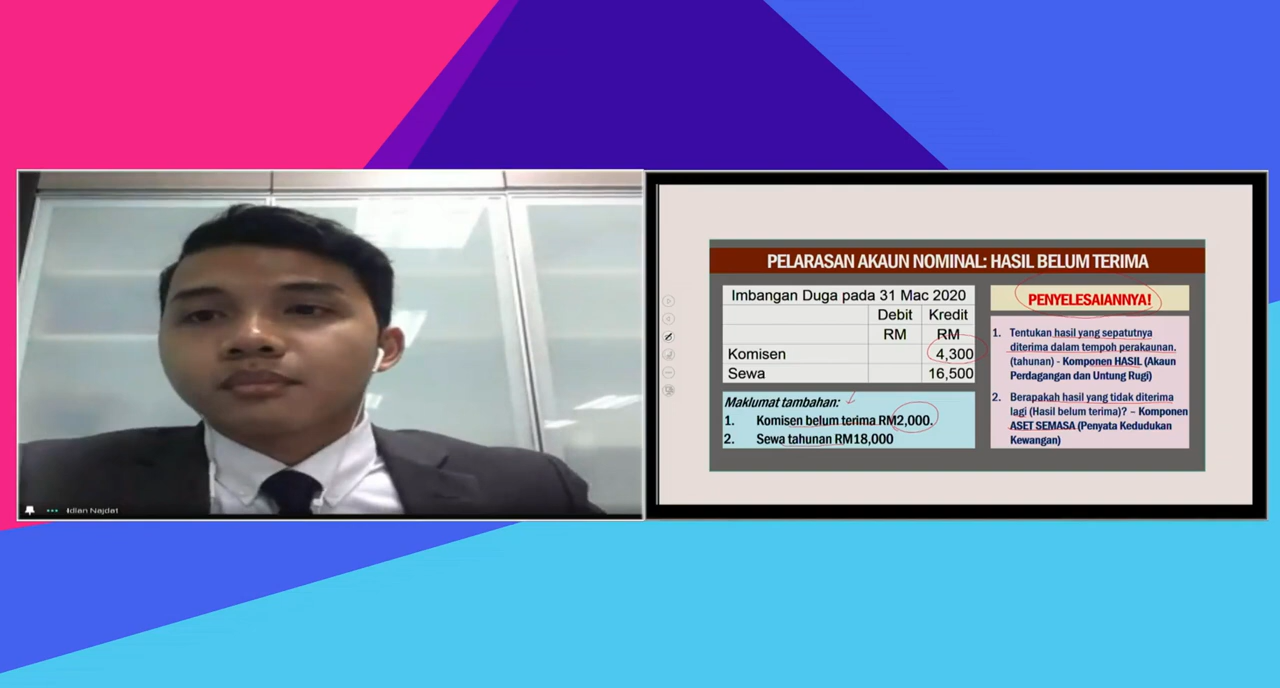 Idlan Najdat
PELARASAN AKAUN NOMINAL: HASIL BELUM TERIMA
Imbangan Duga pada 31 Mac 2020
Debit Kredit
RM RM
Komisen 4,300
Sewa 16,500
Maklumat tambahan:
1. Komisen belum terima RM2,000.
2. Sewa tahunan RM18,000
PENYELESAIANNYA!
1. Tentukan hasil yang sepatutnya
diterima dalam tempoh perakaunan.
(tahunan) - Komponen HASIL (Akaun
Perdagangan dan Untung Rugi)
2. Berapakah hasil yang tidak diterima
lagi (Hasil belum terima)? – Komponen
ASET SEMASA (Penyata Kedudukan
Kewangan)